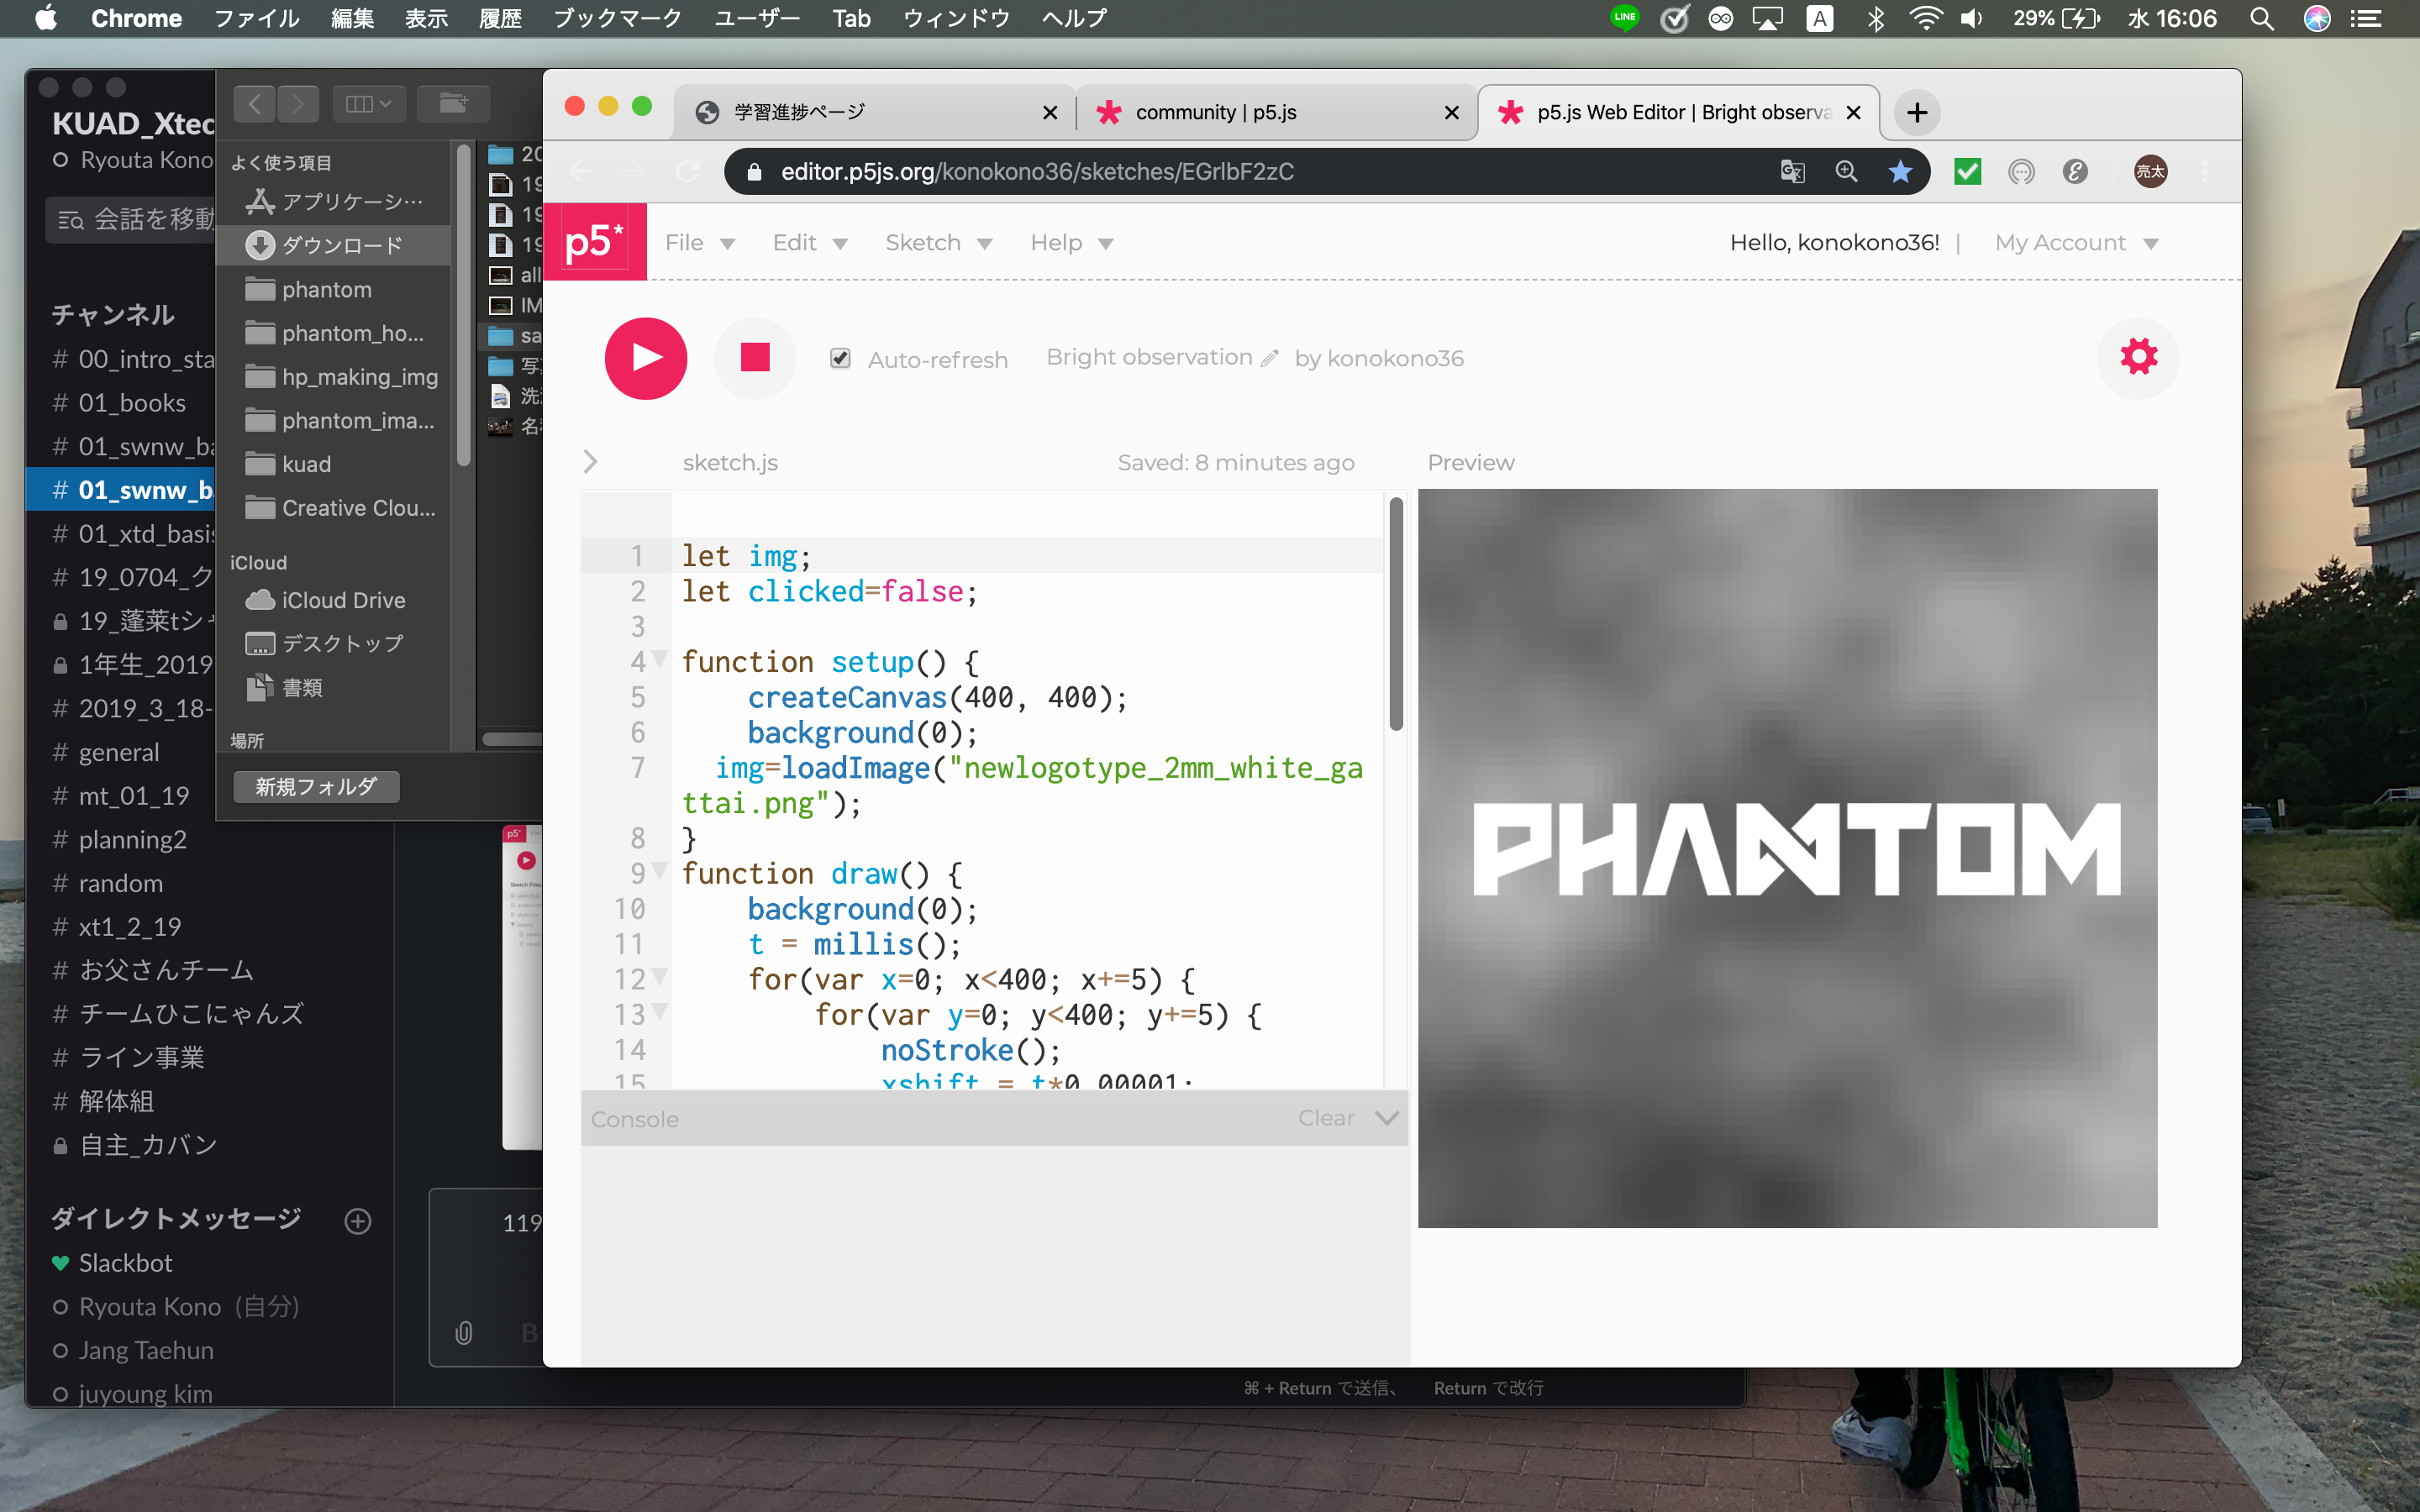 Chrome ファイル 編集 表示 履歴 ブックマーク ユーザー Tab ウィンドウ ヘルプ
LINE A 29% 水 16:06
KUAD_Xtec
Ryouta Kono
会話を移動
チャンネル
# 00_intro_sta
# 01_books
# 01_swnw_ba
# 01_swnw_b
# 01_xtd_basis
# 19_0704_ク
19_蓬莱tシャ
1年生_2019
# 2019_3_18-
# general
# mt_01_19
# planning2
# random
# xt1_2_19
# お父さんチーム
# チームひこにゃんズ
# ライン事業
# 解体組
自主_カバン
ダイレクトメッセージ
Slackbot
Ryouta Kono (自分)
Jang Taehun
juyoung kim
よく使う項目
アプリケーシ…
ダウンロード
phantom
phantom_ho...
hp_making_img
phantom_ima...
kuad
Creative Clou...
iCloud
iCloud Drive
デスクトップ
書類
場所
新規フォルダ
20
19
19
19
all
IM
sa
写真
洗
名
119
B
⌘ + Return で送信、 Return で改行
学習進捗ページ
community | p5.js
p5.js Web Editor | Bright observa
editor.p5js.org/konokono36/sketches/EGrlbF2zC
亮太
p5*
File
Edit
Sketch
Help
Hello, konokono36! |
My Account
Auto-refresh
Bright observation
by konokono36
sketch.js
Saved: 8 minutes ago
Preview
1 let img;
2 let clicked=false;
3
4 function setup() {
5 createCanvas(400, 400);
6 background(0);
7 img=loadImage("newlogotype_2mm_white_ga
ttai.png");
8 }
9 function draw() {
10 background(0);
11 t = millis();
12 for(var x=0; x<400; x+=5) {
13 for(var y=0; y<400; y+=5) {
14 noStroke();
15 xshift = t*0.00001;
Console
Clear
PHANTOM